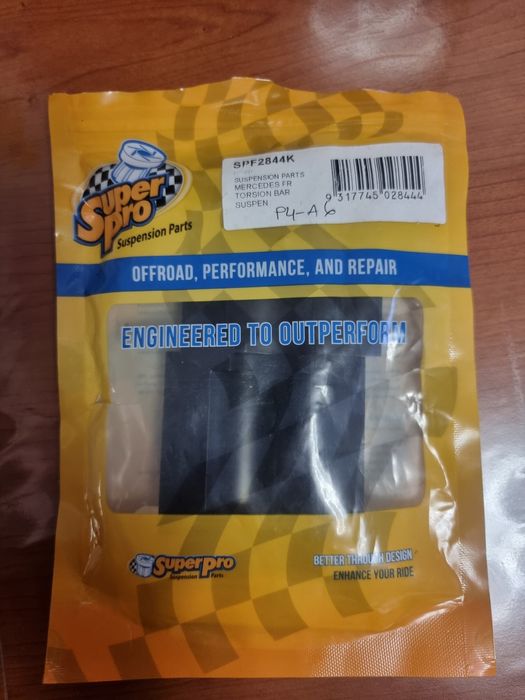 SPF2844K
SUSPENSION PARTS
MERCEDES FR
TORSION BAR
SUSPEN
P4-A6
9 317745 028444
Super
Pro
Suspension Parts
OFFROAD, PERFORMANCE, AND REPAIR
ENGINEERED TO OUTPERFORM
SuperPro
Suspension Parts
BETTER THROUGH DESIGN
ENHANCE YOUR RIDE